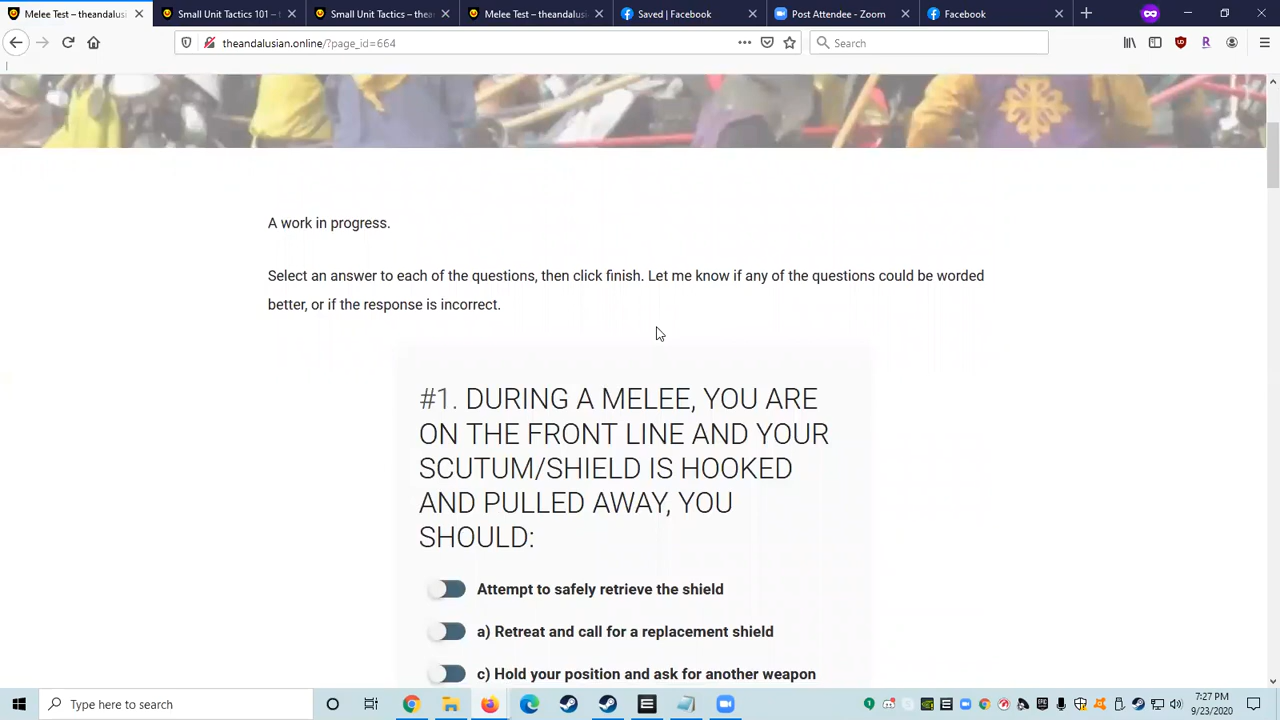 Melee Test – theandalus
Small Unit Tactics 101 –
Small Unit Tactics – thean
Melee Test – theandalus
Saved | Facebook
Post Attendee - Zoom
Facebook
theandalusian.online/?page_id=664
Search
A work in progress.
Select an answer to each of the questions, then click finish. Let me know if any of the questions could be worded
better, or if the response is incorrect.
#1. DURING A MELEE, YOU ARE
ON THE FRONT LINE AND YOUR
SCUTUM/SHIELD IS HOOKED
AND PULLED AWAY, YOU
SHOULD:
Attempt to safely retrieve the shield
a) Retreat and call for a replacement shield
c) Hold your position and ask for another weapon
Type here to search
7:27 PM
9/23/2020